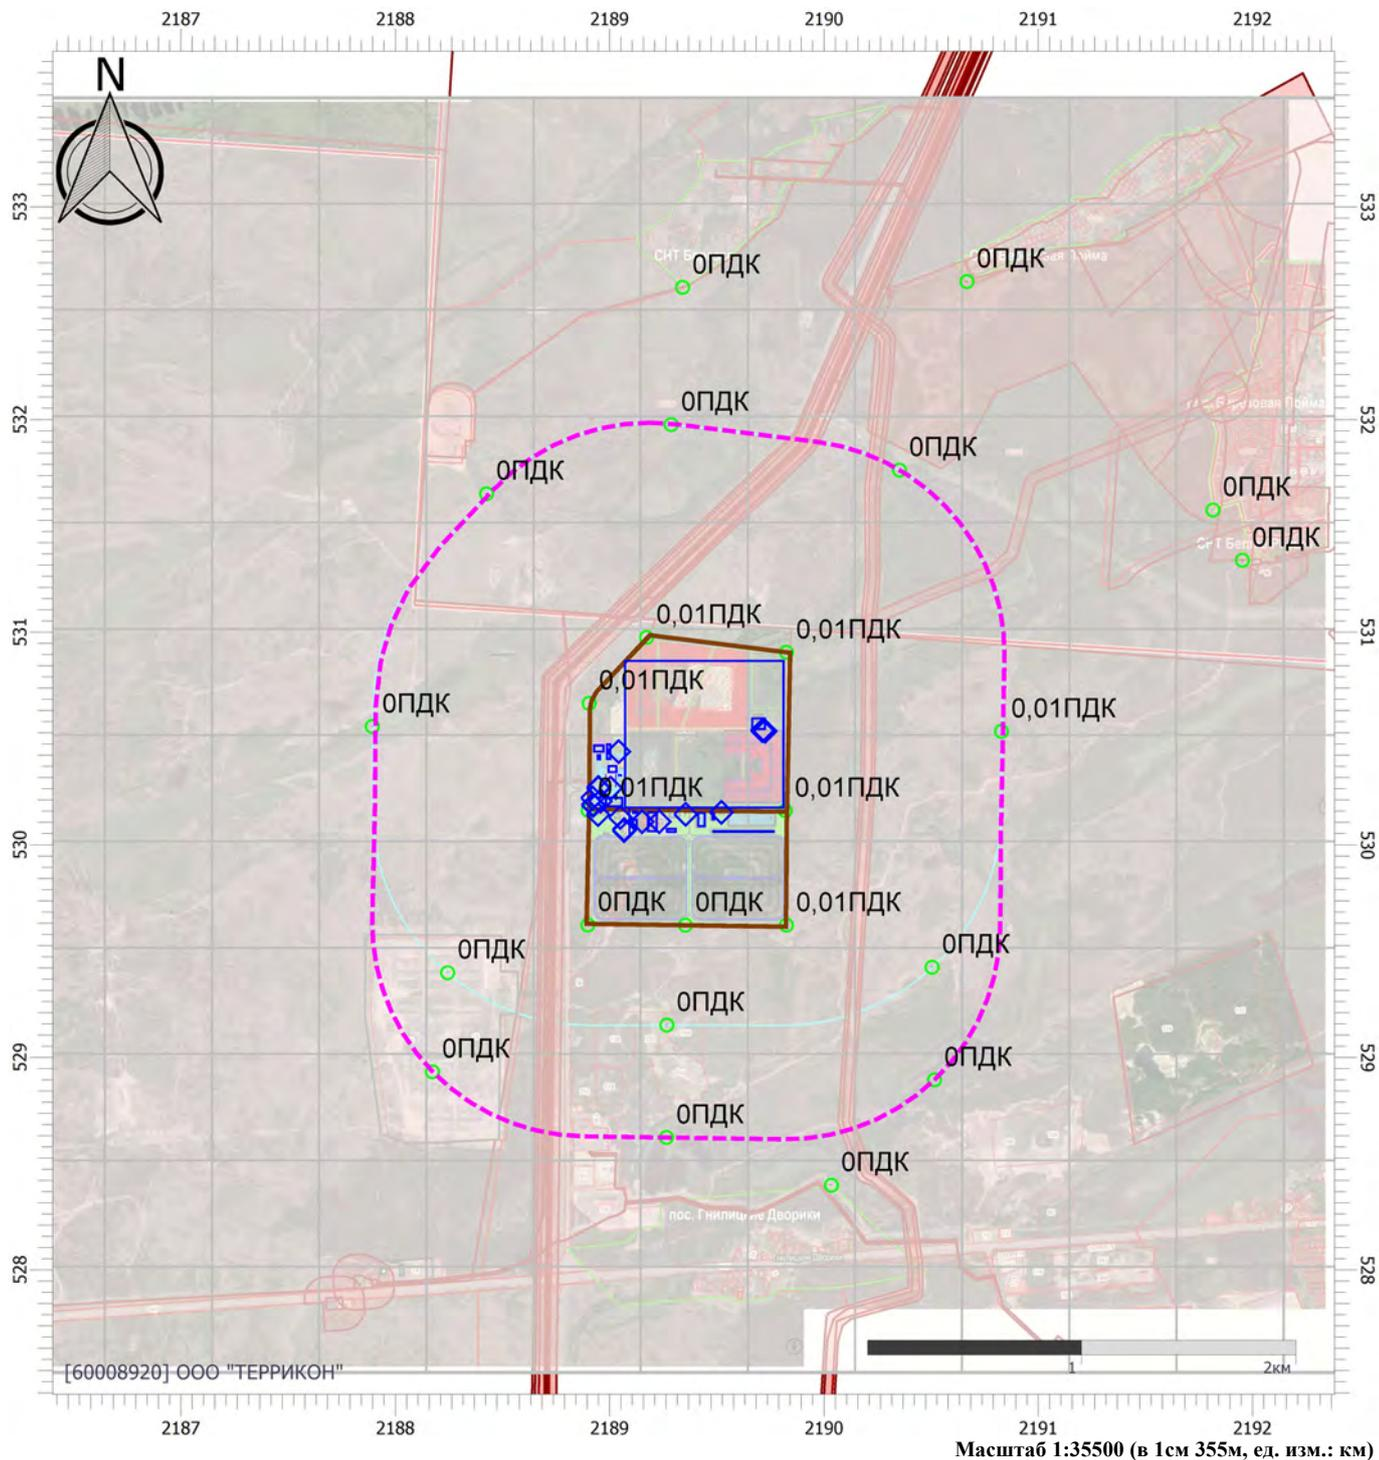 2187 2188 2189 2190 2191 2192
N
533 533
СНТ Бе
0ПДК
0ПДК
532 532
0ПДК
0ПДК
0ПДК
0ПДК
0ПДК
531 531
0,01ПДК
0,01ПДК
0,01ПДК
0ПДК
0,01ПДК
0,01ПДК
0,01ПДК
530 530
0ПДК
0ПДК
0,01ПДК
0ПДК
0ПДК
0ПДК
529 529
0ПДК
0ПДК
0ПДК
0ПДК
пос. Гнилицкие Дворики
528 528
1 2км
[60008920] ООО "ТЕРРИКОН"
2187 2188 2189 2190 2191 2192
Масштаб 1:35500 (в 1см 355м, ед. изм.: км)